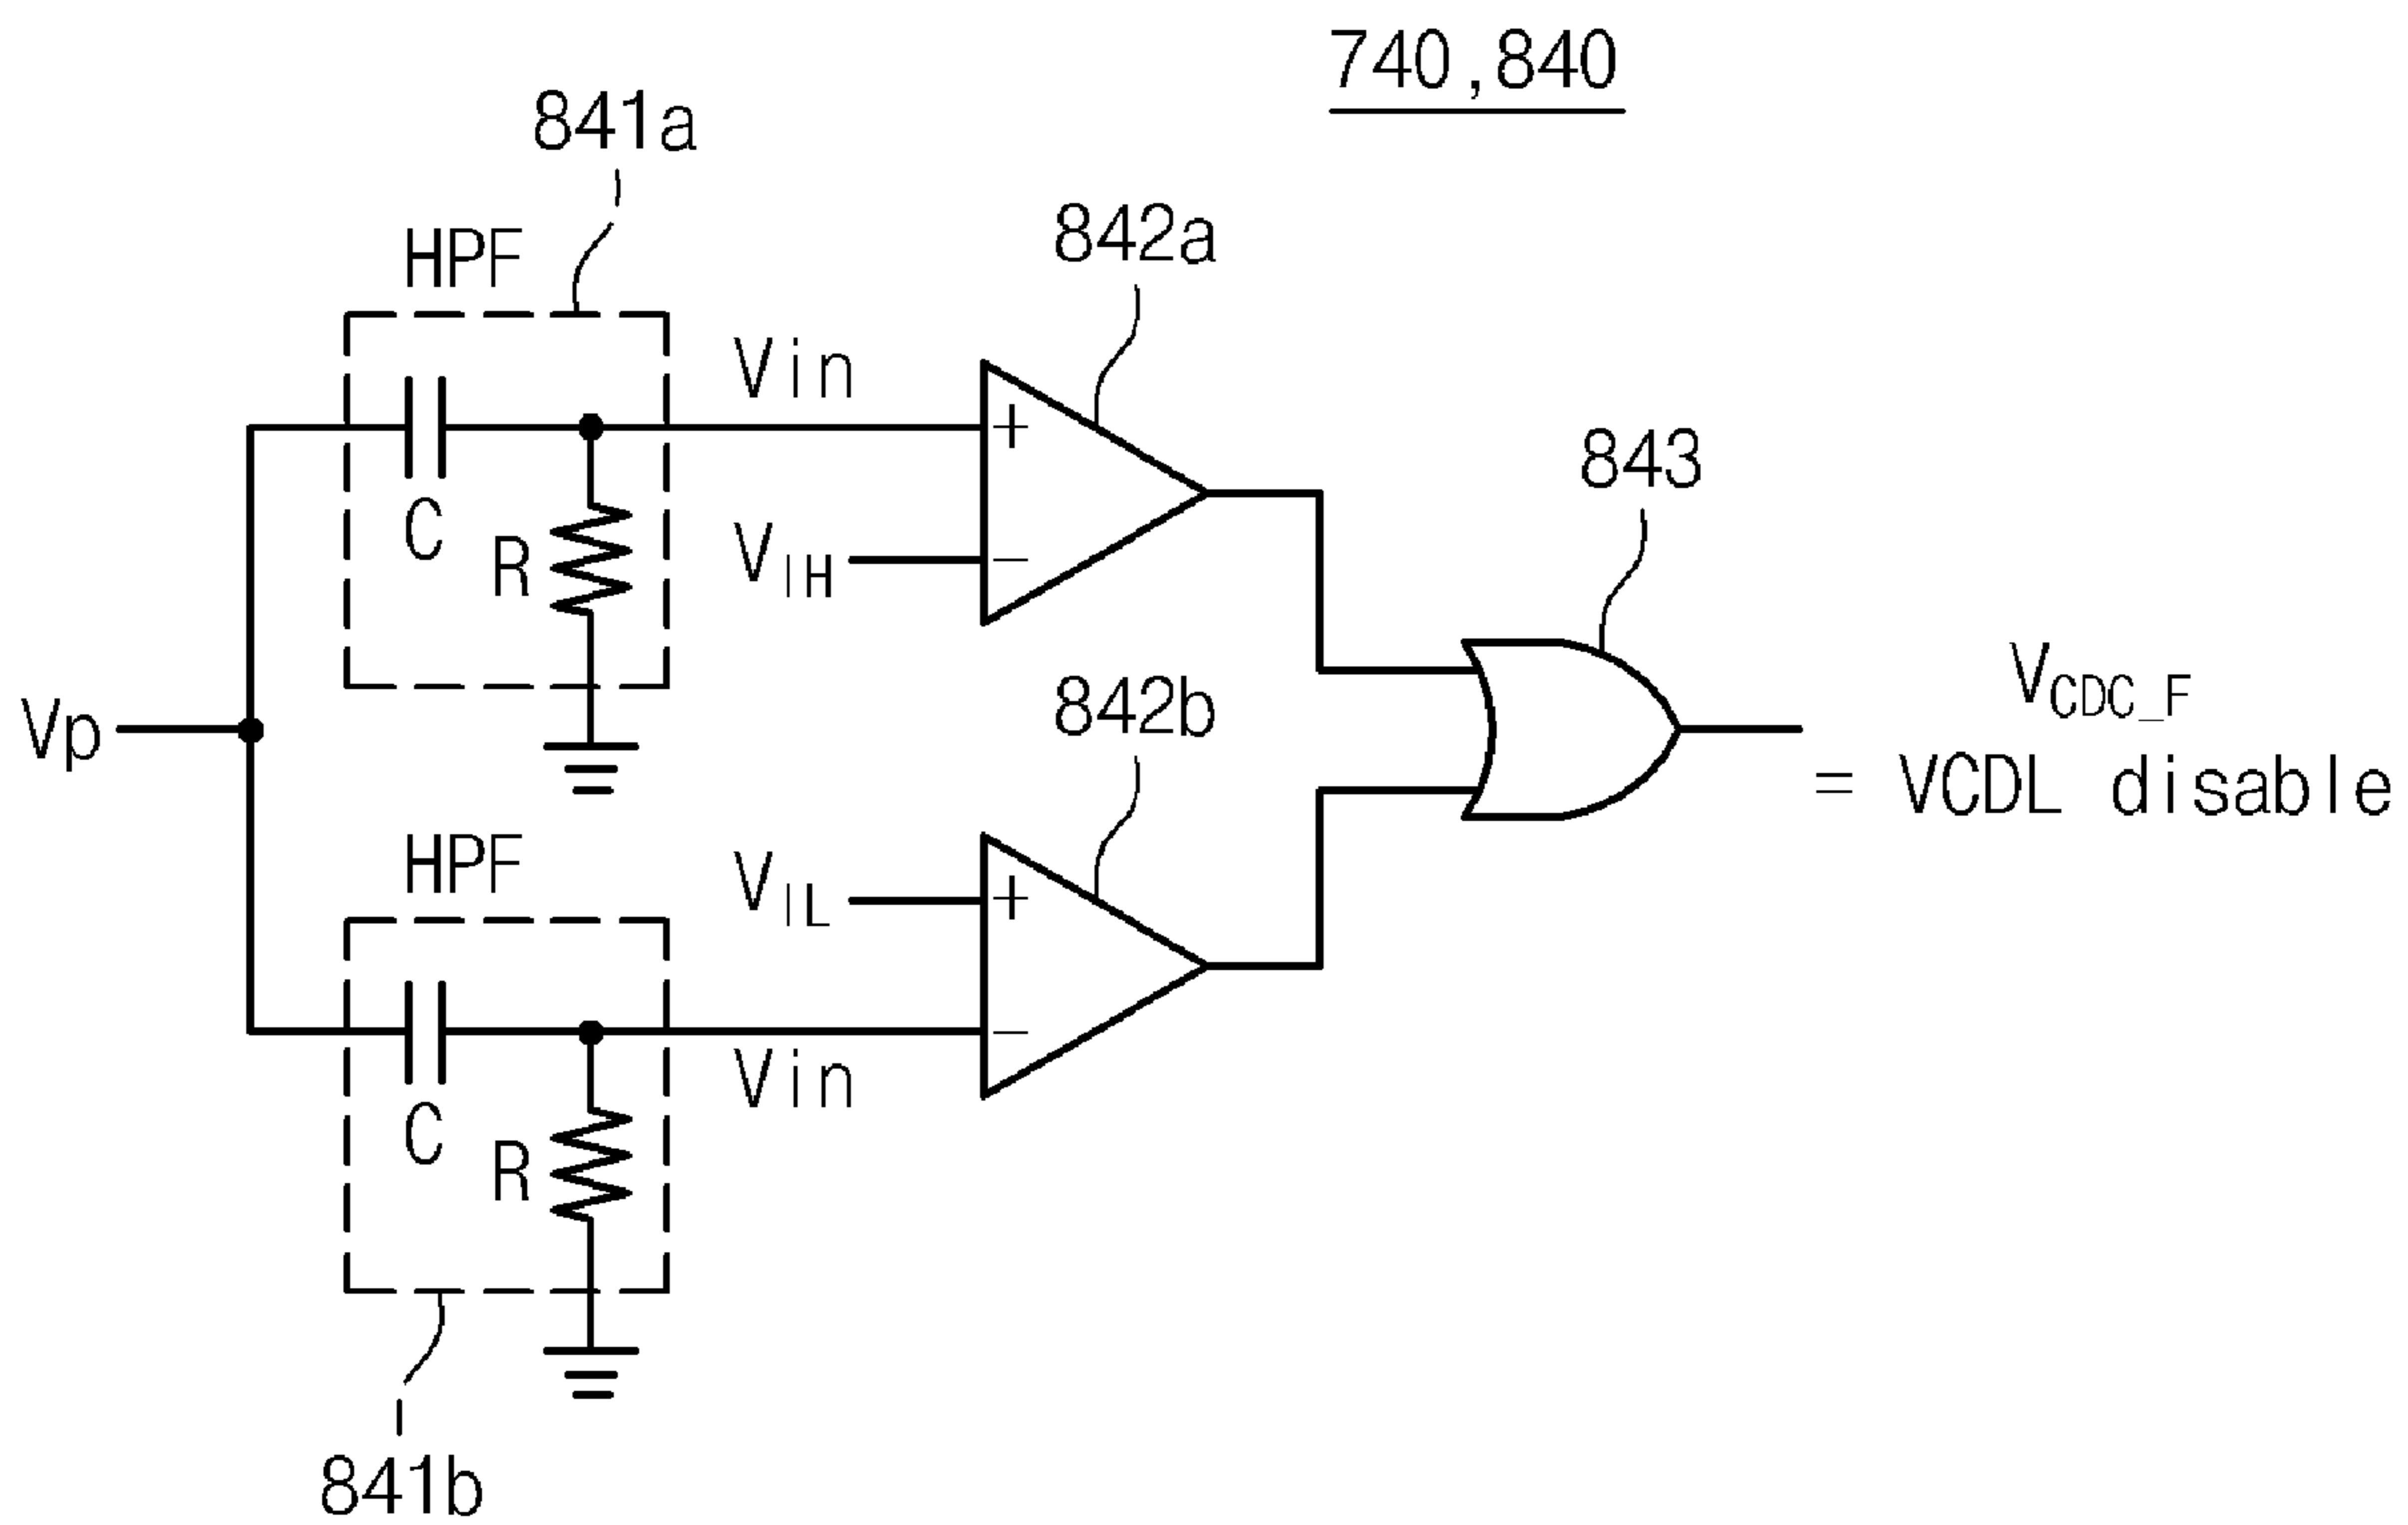 740,840
841a
HPF
842a
Vin
+
C
R
V_IH
−
843
Vp
V_CDC_F
= VCDL disable
842b
HPF
V_IL
+
C
R
Vin
−
841b